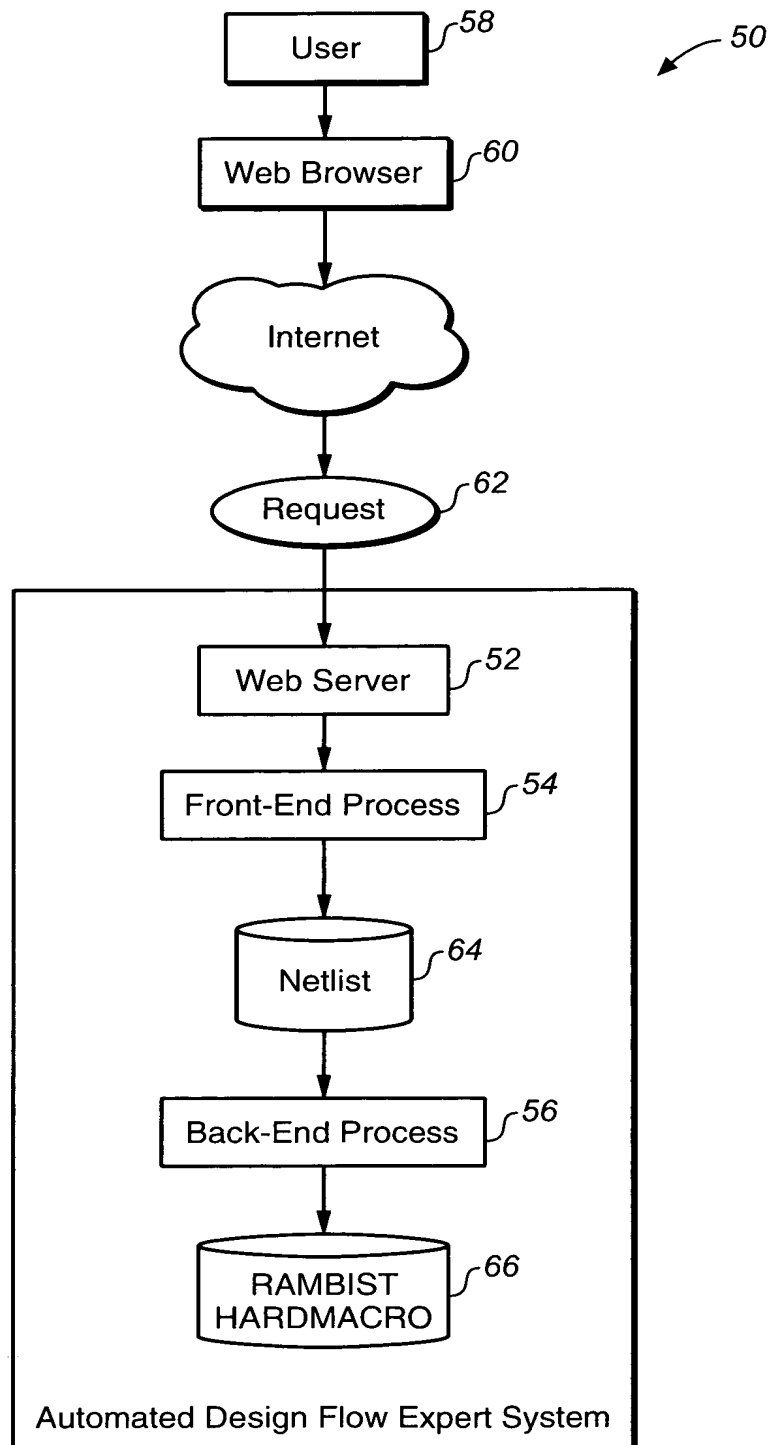 User
58
50
Web Browser
60
Internet
Request
62
Web Server
52
Front-End Process
54
Netlist
64
Back-End Process
56
RAMBIST
HARDMACRO
66
Automated Design Flow Expert System